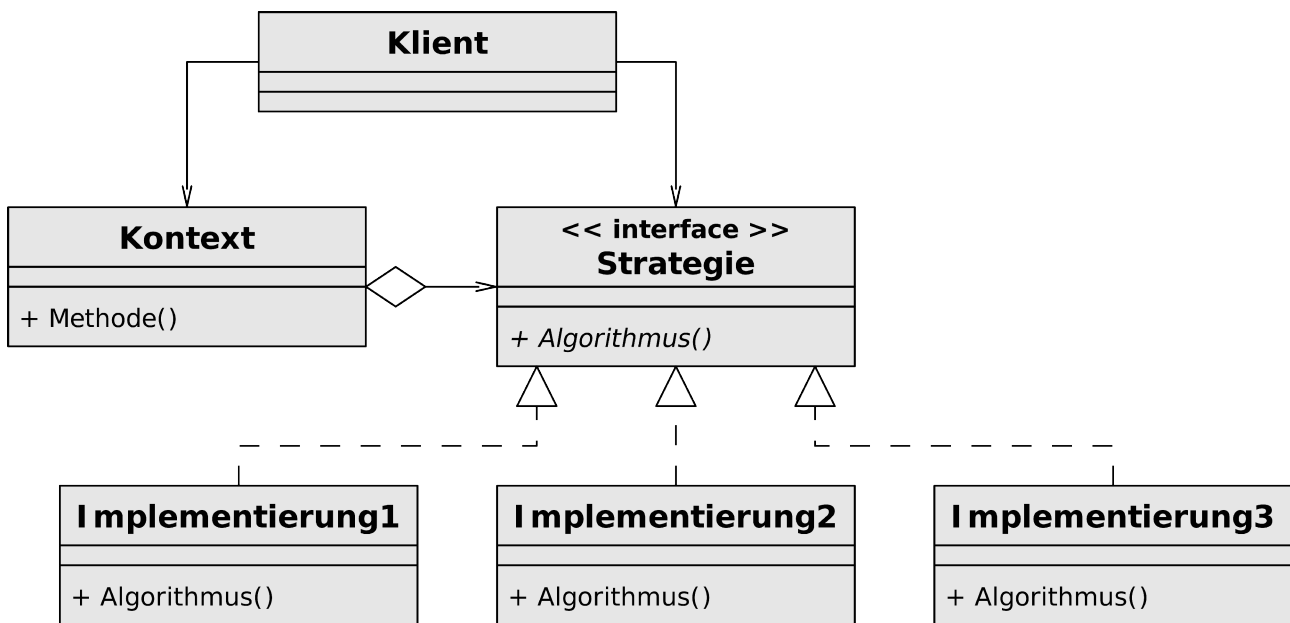 Klient
Kontext
+ Methode()
<< interface >>
Strategie
+ Algorithmus()
Implementierung1
+ Algorithmus()
Implementierung2
+ Algorithmus()
Implementierung3
+ Algorithmus()